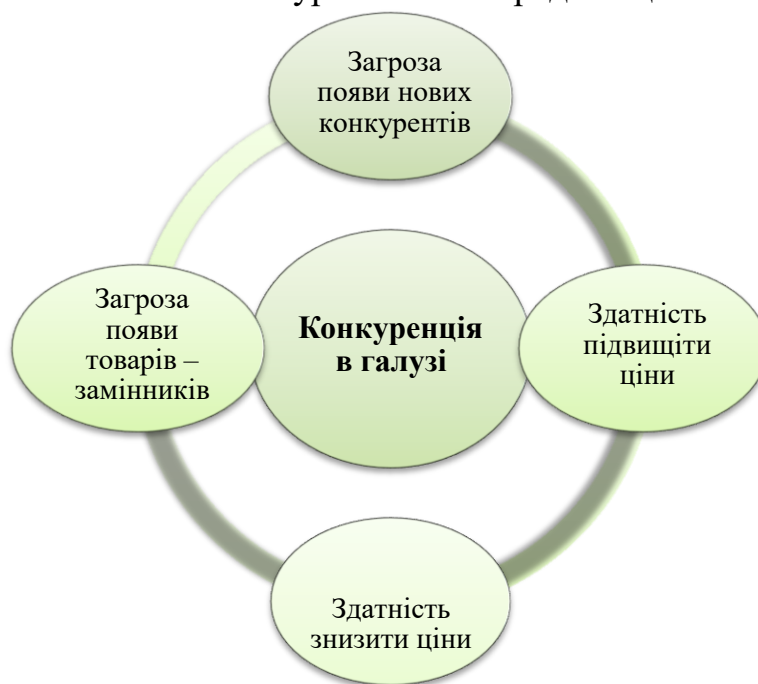 Загроза
появи нових
конкурентів
Загроза
появи
товарів –
замінників
Конкуренція
в галузі
Здатність
підвищіти
ціни
Здатність
знизити ціни